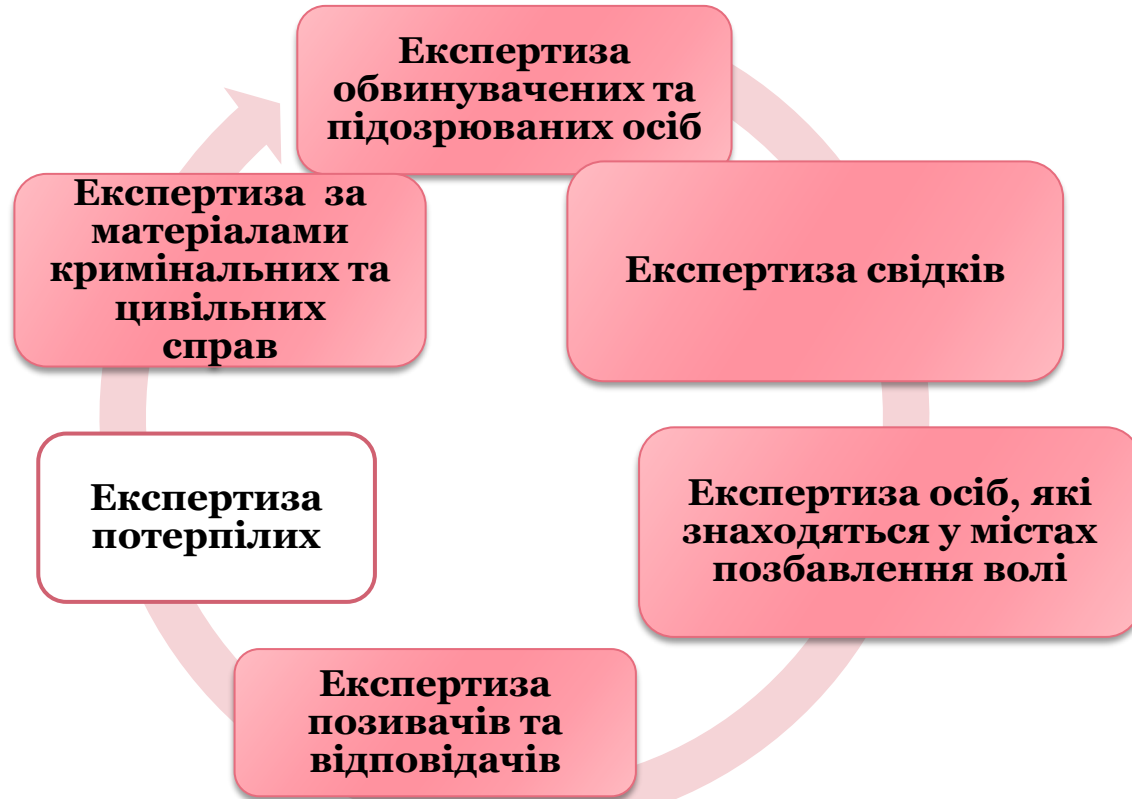 Експертиза
обвинувачених та
підозрюваних осіб
Експертиза свідків
Експертиза осіб, які
знаходяться у містах
позбавлення волі
Експертиза
позивачів та
відповідачів
Експертиза
потерпілих
Експертиза за
матеріалами
кримінальних та
цивільних
справ